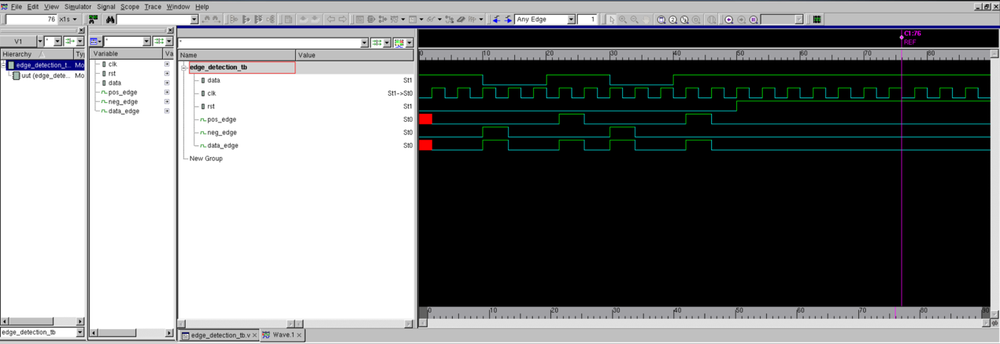 File Edit View Simulator Signal Scope Trace Window Help
76 x1s Any Edge 1
V1 * * *
Hierarchy Typ
edge_detection_t... Mo
uut (edge_dete... Mo
edge_detection_tb
Variable Va
clk
rst
data
pos_edge
neg_edge
data_edge
Name Value
edge_detection_tb
data St1
clk St1->St0
rst St1
pos_edge St0
neg_edge St0
data_edge St0
New Group
C1:76
REF
0 10 20 30 40 50 60 70 80
0 10 20 30 40 50 60 70 80 90
edge_detection_tb.v Wave.1